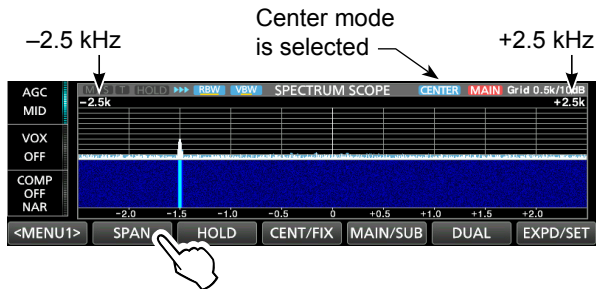 Center mode
is selected
–2.5 kHz
+2.5 kHz
AGC
MID
M S T HOLD RBW VBW SPECTRUM SCOPE CENTER MAIN Grid 0.5k/10dB
-2.5k
+2.5k
VOX
OFF
COMP
OFF
NAR
-2.0 -1.5 -1.0 -0.5 0 +0.5 +1.0 +1.5 +2.0
<MENU1> SPAN HOLD CENT/FIX MAIN/SUB DUAL EXPD/SET